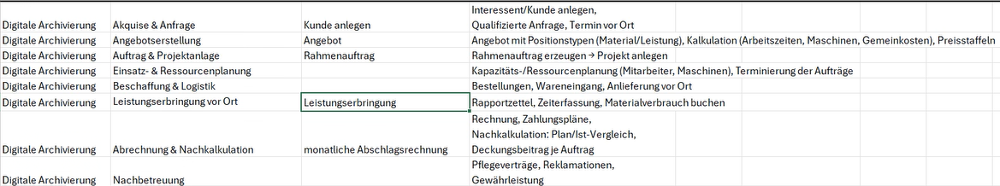 Interessent/Kunde anlegen,
Digitale Archivierung Akquise & Anfrage Kunde anlegen Qualifizierte Anfrage, Termin vor Ort
Digitale Archivierung Angebotserstellung Angebot Angebot mit Positionstypen (Material/Leistung), Kalkulation (Arbeitszeiten, Maschinen, Gemeinkosten), Preisstaffeln
Digitale Archivierung Auftrag & Projektanlage Rahmenauftrag Rahmenauftrag erzeugen → Projekt anlegen
Digitale Archivierung Einsatz- & Ressourcenplanung Kapazitäts-/Ressourcenplanung (Mitarbeiter, Maschinen), Terminierung der Aufträge
Digitale Archivierung Beschaffung & Logistik Bestellungen, Wareneingang, Anlieferung vor Ort
Digitale Archivierung Leistungserbringung vor Ort Leistungserbringung Rapportzettel, Zeiterfassung, Materialverbrauch buchen
Rechnung, Zahlungspläne,
Nachkalkulation: Plan/Ist-Vergleich,
Digitale Archivierung Abrechnung & Nachkalkulation monatliche Abschlagsrechnung Deckungsbeitrag je Auftrag
Pflegeverträge, Reklamationen,
Digitale Archivierung Nachbetreuung Gewährleistung